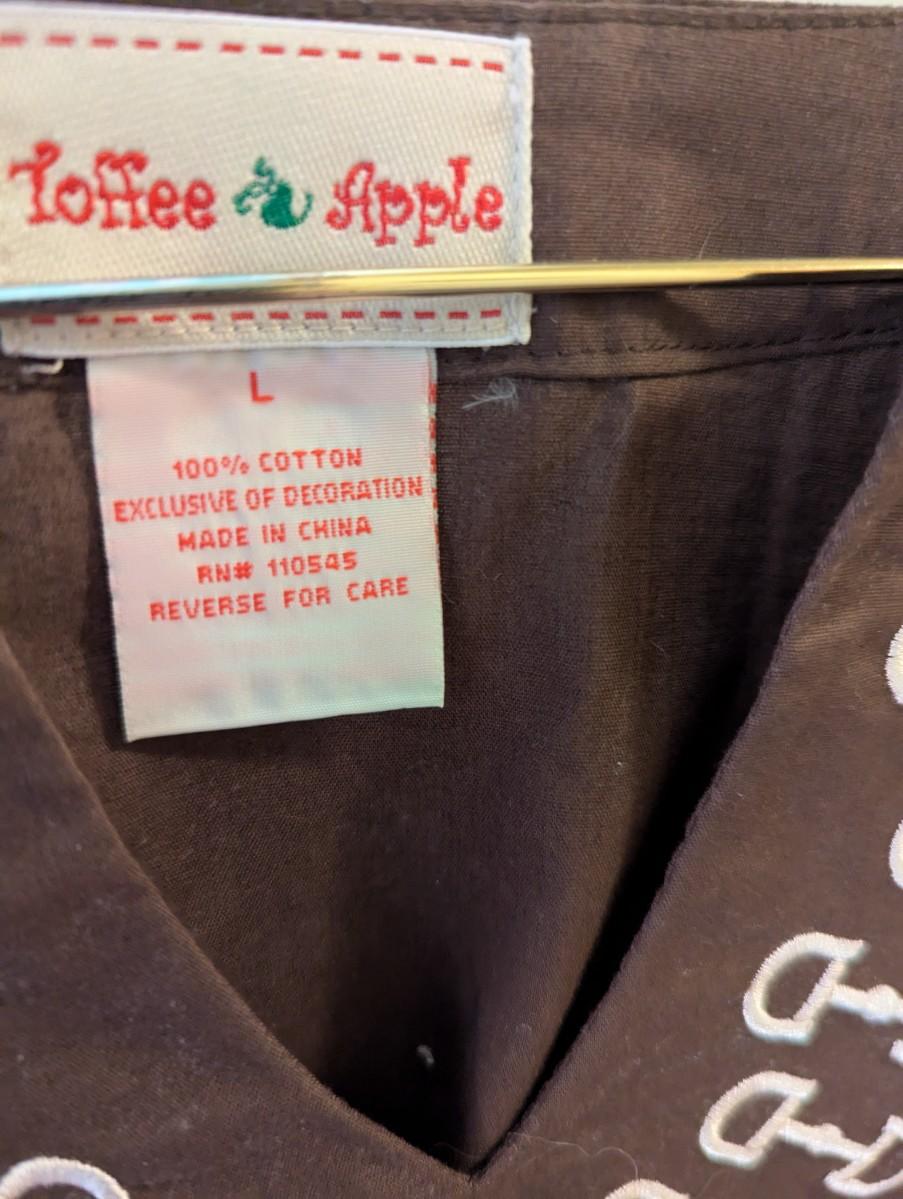 Toffee Apple
L
100% COTTON
EXCLUSIVE OF DECORATION
MADE IN CHINA
RN# 110545
REVERSE FOR CARE